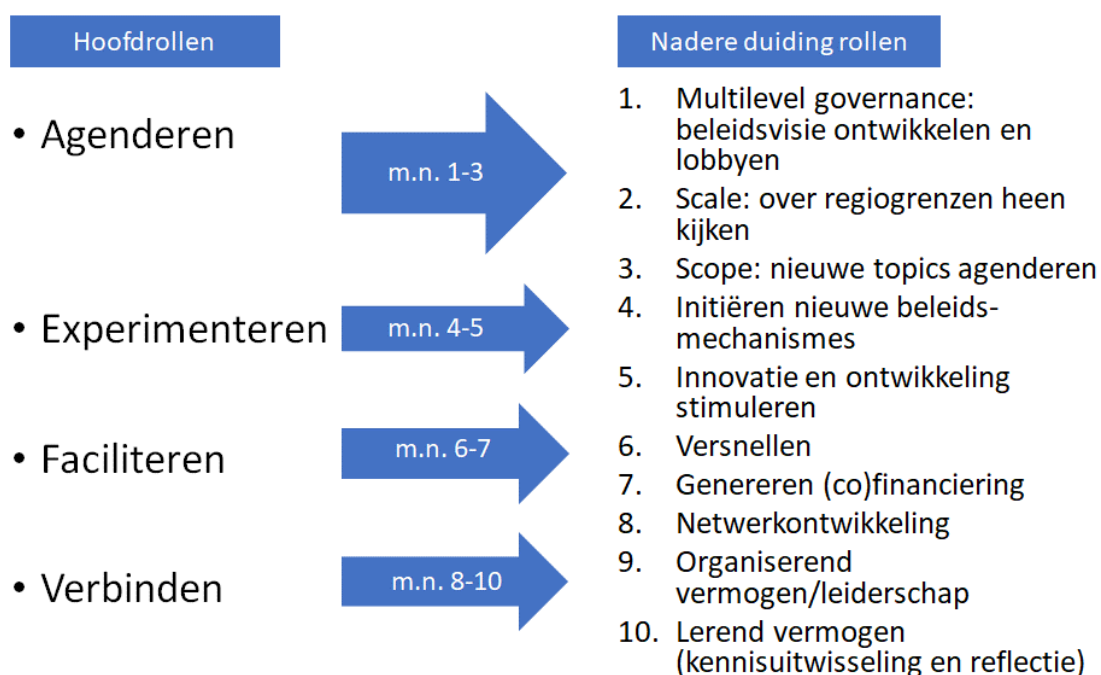 Hoofdrollen
Nadere duiding rollen
• Agenderen
m.n. 1-3
• Experimenteren
m.n. 4-5
• Faciliteren
m.n. 6-7
• Verbinden
m.n. 8-10
1. Multilevel governance:
beleidsvisie ontwikkelen en
lobbyen
2. Scale: over regiogrenzen heen
kijken
3. Scope: nieuwe topics agenderen
4. Initiëren nieuwe beleids-
mechanismes
5. Innovatie en ontwikkeling
stimuleren
6. Versnellen
7. Genereren (co)financiering
8. Netwerkontwikkeling
9. Organiserend
vermogen/leiderschap
10. Lerend vermogen
(kennisuitwisseling en reflectie)